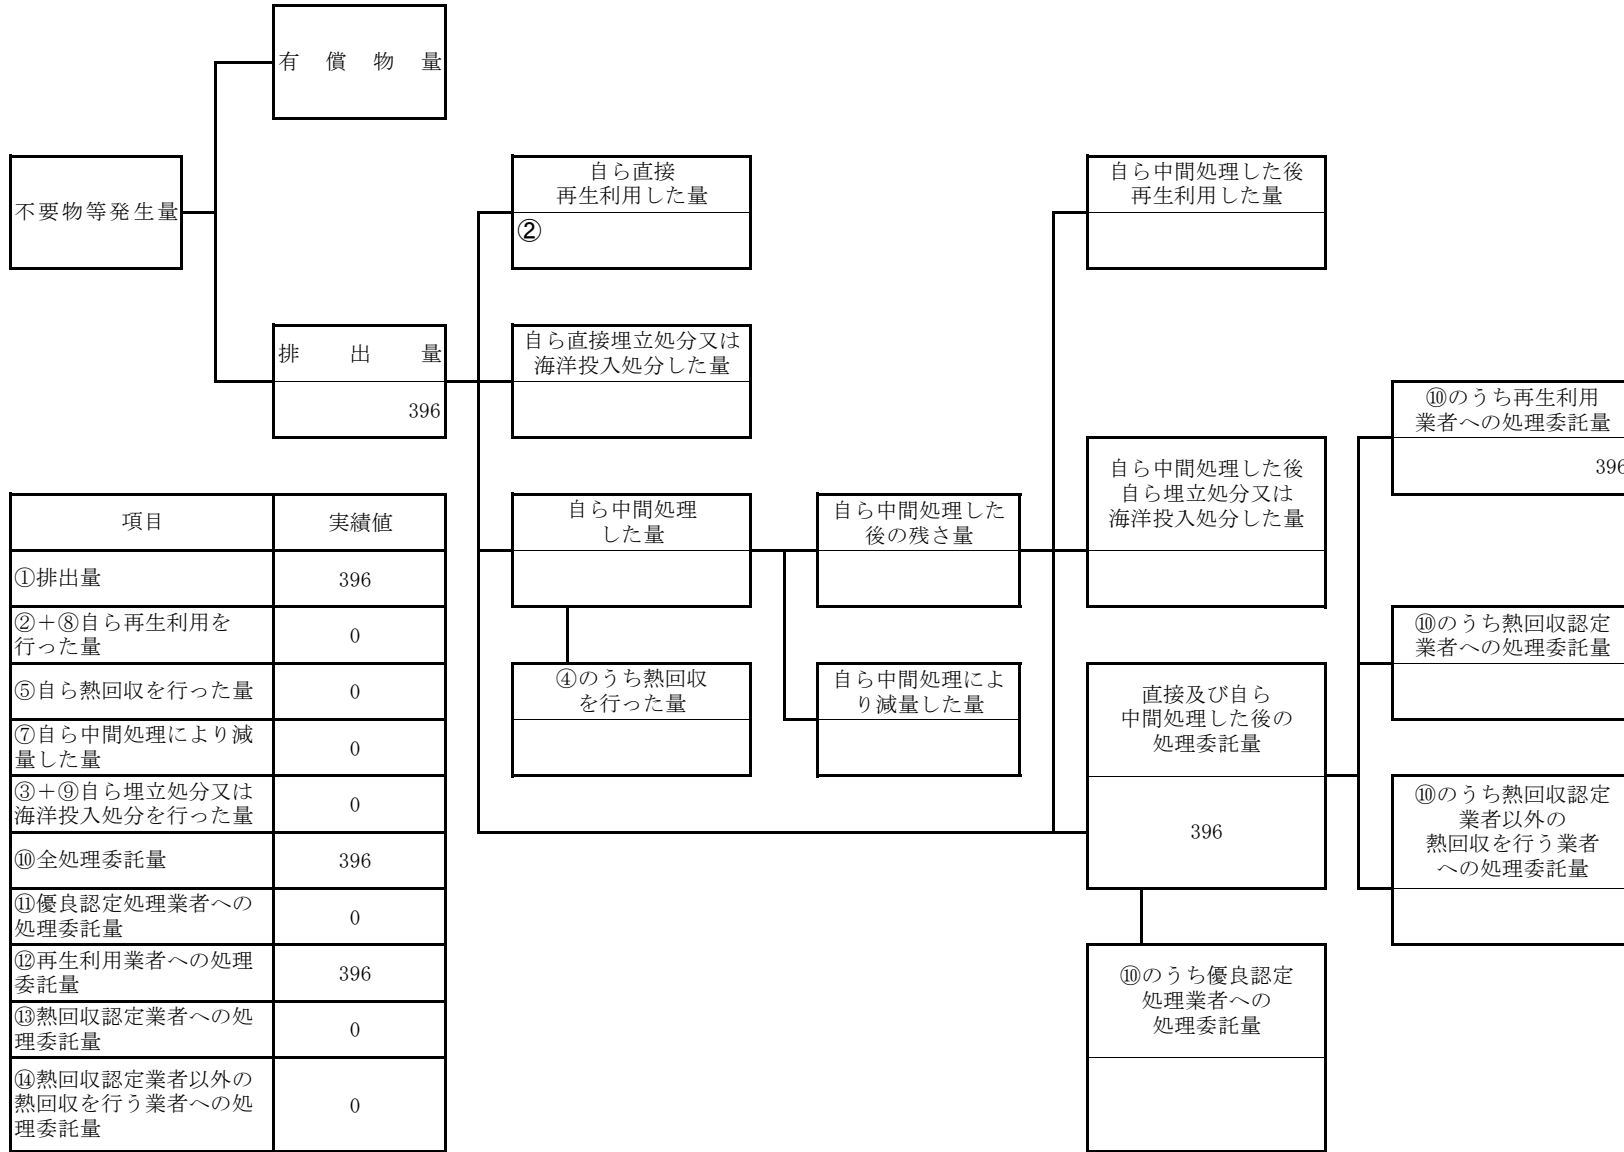 有償物量
不要物等発生量
自ら直接
再生利用した量
②
自ら中間処理した後
再生利用した量
排出量
396
自ら直接埋立処分又は
海洋投入処分した量
⑩のうち再生利用
業者への処理委託量
396
自ら中間処理した後
自ら埋立処分又は
海洋投入処分した量
自ら中間処理
した量
自ら中間処理した
後の残さ量
⑩のうち熱回収認定
業者への処理委託量
④のうち熱回収
を行った量
自ら中間処理によ
り減量した量
直接及び自ら
中間処理した後の
処理委託量
396
⑩のうち熱回収認定
業者以外の
熱回収を行う業者
への処理委託量
⑩のうち優良認定
処理業者への
処理委託量
項目 実績値
①排出量 396
②＋⑧自ら再生利用を
行った量 0
⑤自ら熱回収を行った量 0
⑦自ら中間処理により減
量した量 0
③＋⑨自ら埋立処分又は
海洋投入処分を行った量 0
⑩全処理委託量 396
⑪優良認定処理業者への
処理委託量 0
⑫再生利用業者への処理
委託量 396
⑬熱回収認定業者への処
理委託量 0
⑭熱回収認定業者以外の
熱回収を行う業者への処
理委託量 0